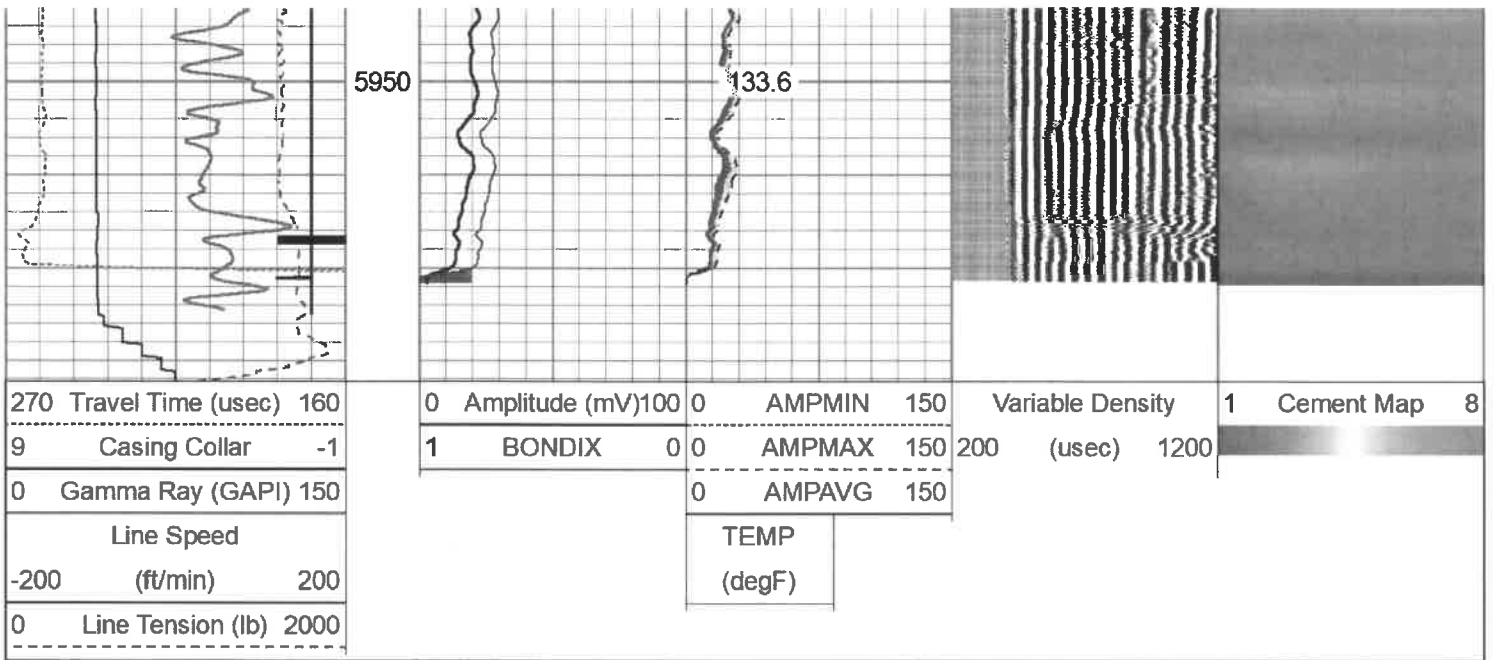 5950
133.6
270 Travel Time (usec) 160
9 Casing Collar -1
0 Gamma Ray (GAPI) 150
Line Speed
-200 (ft/min) 200
0 Line Tension (lb) 2000
0 Amplitude (mV)100
1 BONDIX 0
0 AMPMIN 150
0 AMPMAX 150
0 AMPAVG 150
TEMP
(degF)
Variable Density
200 (usec) 1200
1 Cement Map 8